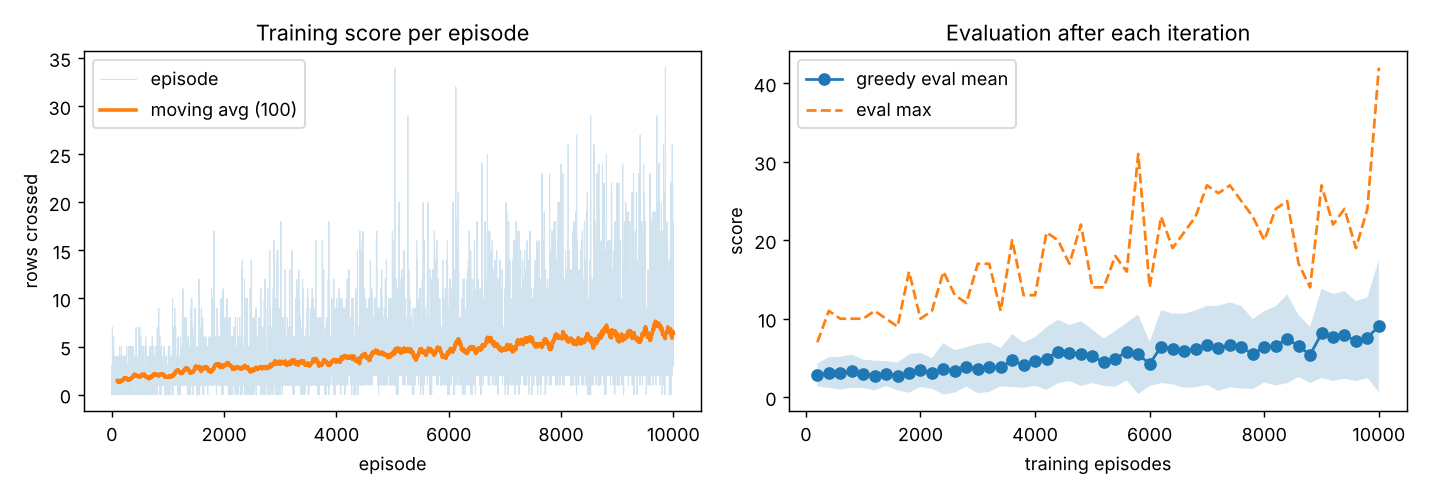 Training score per episode
35
30
25
20
15
10
5
0
rows crossed
episode
moving avg (100)
0 2000 4000 6000 8000 10000
episode
Evaluation after each iteration
40
30
20
10
0
score
greedy eval mean
eval max
0 2000 4000 6000 8000 10000
training episodes